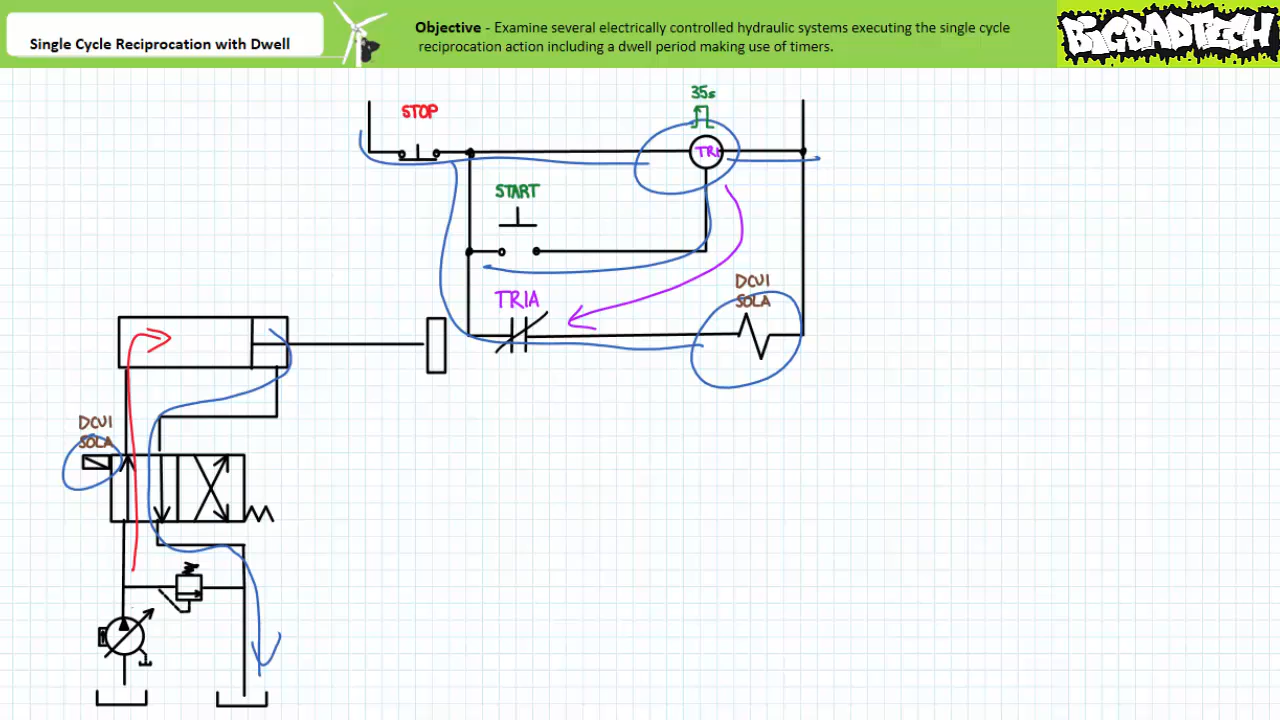 Single Cycle Reciprocation with Dwell
Objective - Examine several electrically controlled hydraulic systems executing the single cycle
reciprocation action including a dwell period making use of timers.
BIGBADTECH
35s
STOP
TR1
START
DCV1
SOLA
TR1A
DCV1
SOLA